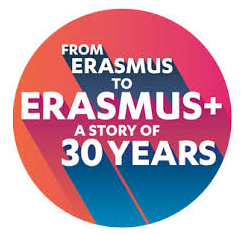 FROM
ERASMUS
TO
ERASMUS+
A STORY OF
30 YEARS